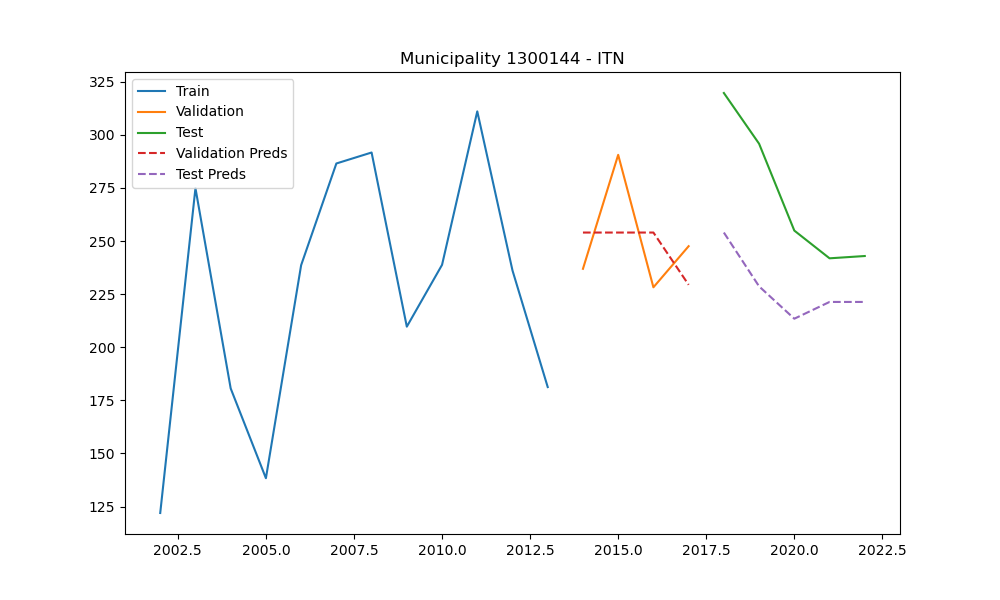 Municipality 1300144 - ITN
Train
Validation
Test
Validation Preds
Test Preds
325
300
275
250
225
200
175
150
125
2002.5 2005.0 2007.5 2010.0 2012.5 2015.0 2017.5 2020.0 2022.5